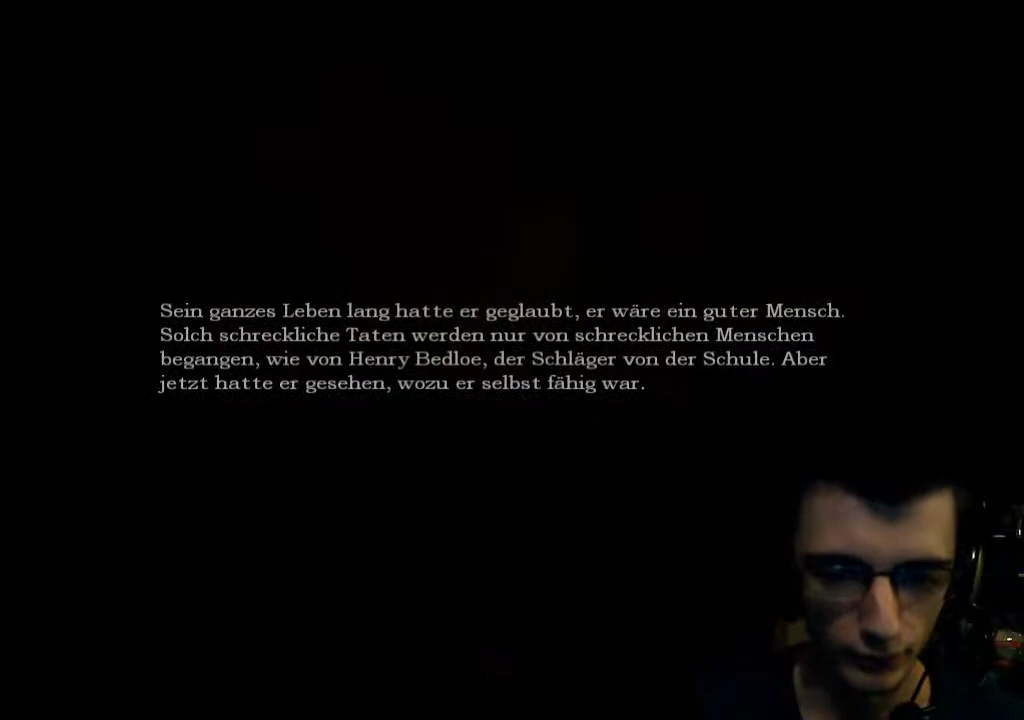 Sein ganzes Leben lang hatte er geglaubt, er wäre ein guter Mensch.
Solch schreckliche Taten werden nur von schrecklichen Menschen
begangen, wie von Henry Bedloe, der Schläger von der Schule. Aber
jetzt hatte er gesehen, wozu er selbst fähig war.